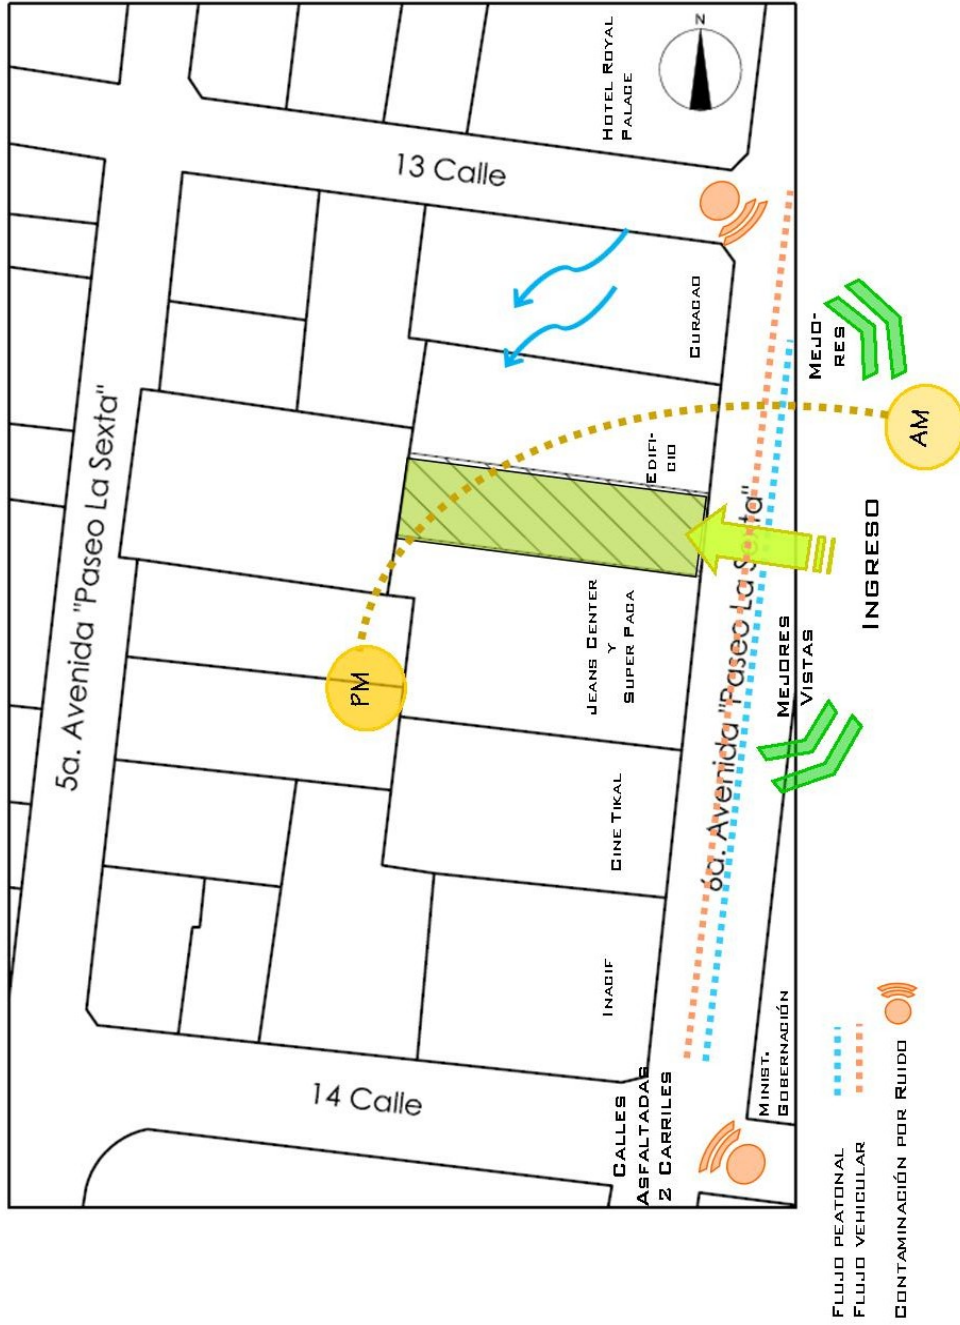 N
HOTEL ROYAL
PALACE
13 Calle
5a. Avenida "Paseo La Sexta"
CURACAO
EDIFI-
CIO
MEJO-
RES
AM
PM
JEANS CENTER
Y
SUPER PACA
6a. Avenida "Paseo La Sexta"
INGRESO
MEJORES
VISTAS
CINE TIKAL
INACIF
14 Calle
CALLES
ASFALTADAS
2 CARRILES
MINIST.
GOBERNACIÓN
FLUJO PEATONAL
FLUJO VEHICULAR
CONTAMINACIÓN POR RUIDO